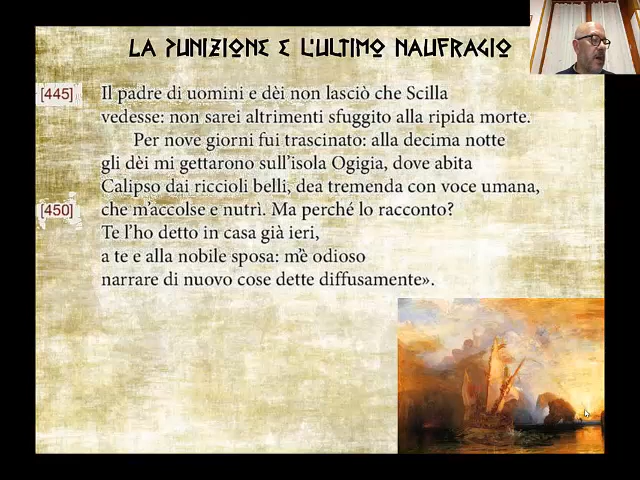 LA PUNIZIONE E L'ULTIMO NAUFRAGIO
[445] Il padre di uomini e dèi non lasciò che Scilla
vedesse: non sarei altrimenti sfuggito alla ripida morte.
Per nove giorni fui trascinato: alla decima notte
gli dèi mi gettarono sull'isola Ogigia, dove abita
Calipso dai riccioli belli, dea tremenda con voce umana,
[450] che m'accolse e nutrì. Ma perché lo racconto?
Te l'ho detto in casa già ieri,
a te e alla nobile sposa: m'è odioso
narrare di nuovo cose dette diffusamente».